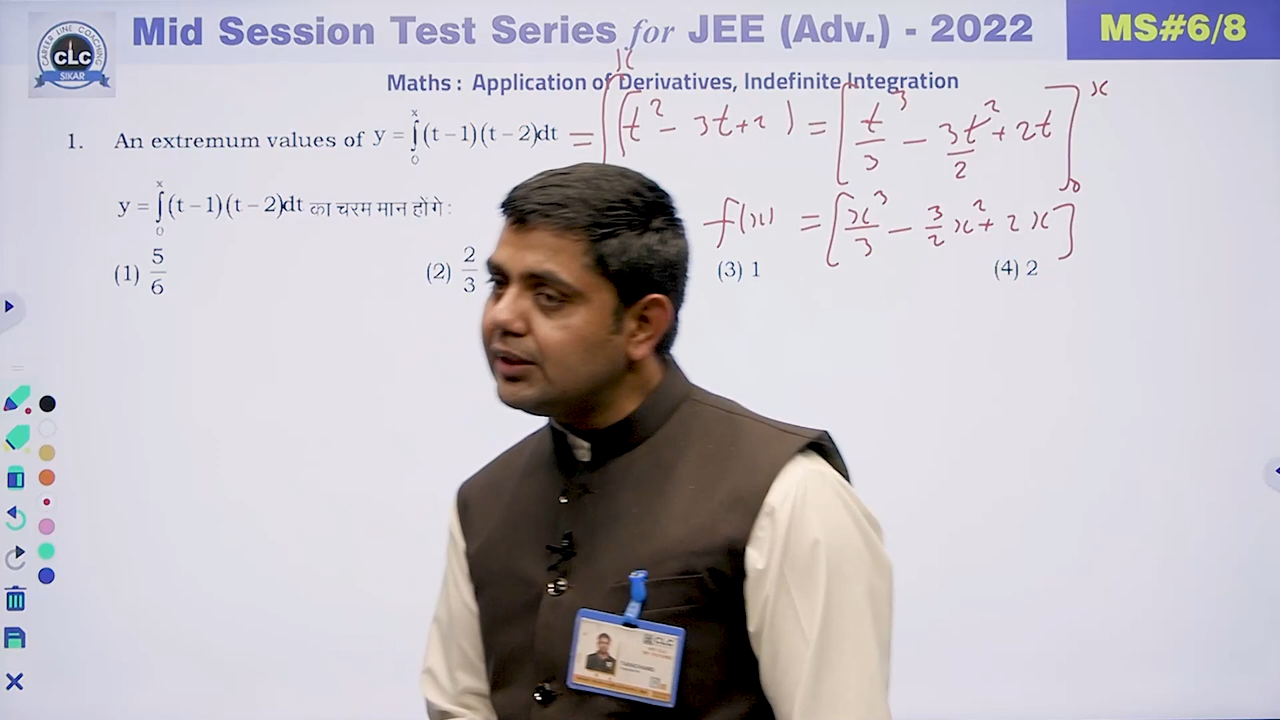 Mid Session Test Series for JEE (Adv.) - 2022
MS#6/8
CAREER LINE COACHING
CLC
SIKAR
Maths : Application of Derivatives, Indefinite Integration
1. An extremum values of y = ∫₀ˣ (t – 1)(t – 2)dt = ∫ˣ (t² - 3t + 2) = [t³/3 - 3t²/2 + 2t]₀ˣ
y = ∫₀ˣ (t – 1)(t – 2)dt का चरम मान होंगे :
f(x) = [x³/3 - 3/2 x² + 2x]
(1) 5/6 (2) 2/3 (3) 1 (4) 2
CLC